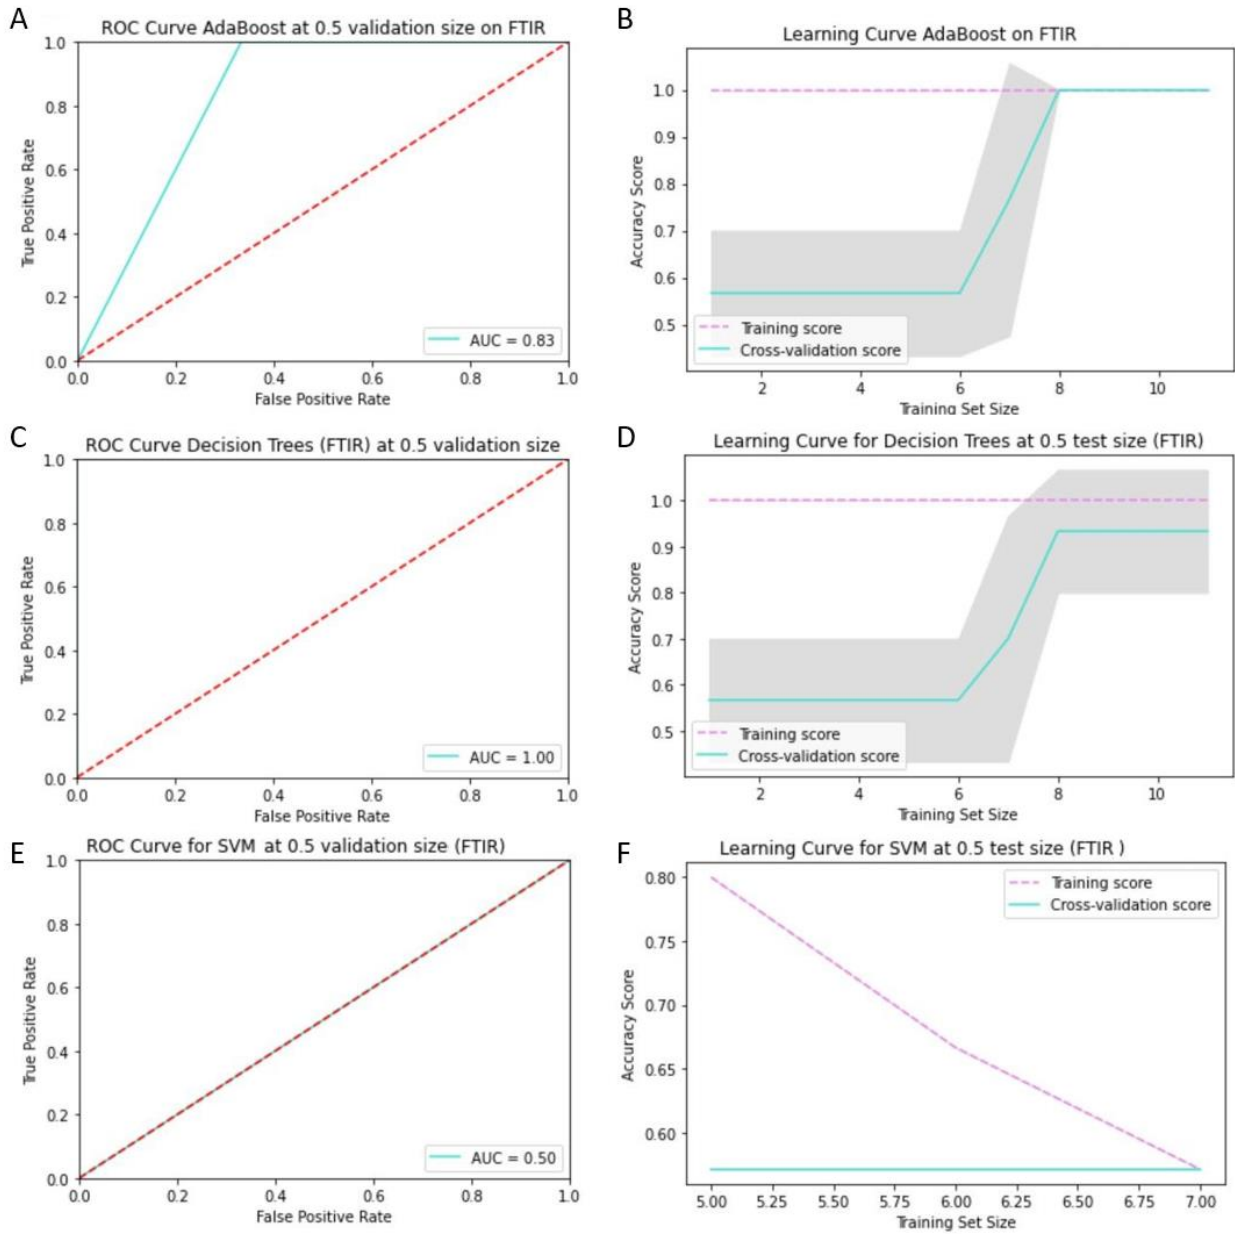 A
ROC Curve AdaBoost at 0.5 validation size on FTIR
1.0
0.8
0.6
0.4
0.2
0.0
True Positive Rate
AUC = 0.83
0.0 0.2 0.4 0.6 0.8 1.0
False Positive Rate
B
Learning Curve AdaBoost on FTIR
1.0
0.9
0.8
0.7
0.6
0.5
Accuracy Score
Training score
Cross-validation score
2 4 6 8 10
Training Set Size
C
ROC Curve Decision Trees (FTIR) at 0.5 validation size
1.0
0.8
0.6
0.4
0.2
0.0
True Positive Rate
AUC = 1.00
0.0 0.2 0.4 0.6 0.8 1.0
False Positive Rate
D
Learning Curve for Decision Trees at 0.5 test size (FTIR)
1.0
0.9
0.8
0.7
0.6
0.5
Accuracy Score
Training score
Cross-validation score
2 4 6 8 10
Training Set Size
E
ROC Curve for SVM at 0.5 validation size (FTIR)
1.0
0.8
0.6
0.4
0.2
0.0
True Positive Rate
AUC = 0.50
0.0 0.2 0.4 0.6 0.8 1.0
False Positive Rate
F
Learning Curve for SVM at 0.5 test size (FTIR )
0.80
0.75
0.70
0.65
0.60
Accuracy Score
Training score
Cross-validation score
5.00 5.25 5.50 5.75 6.00 6.25 6.50 6.75 7.00
Training Set Size